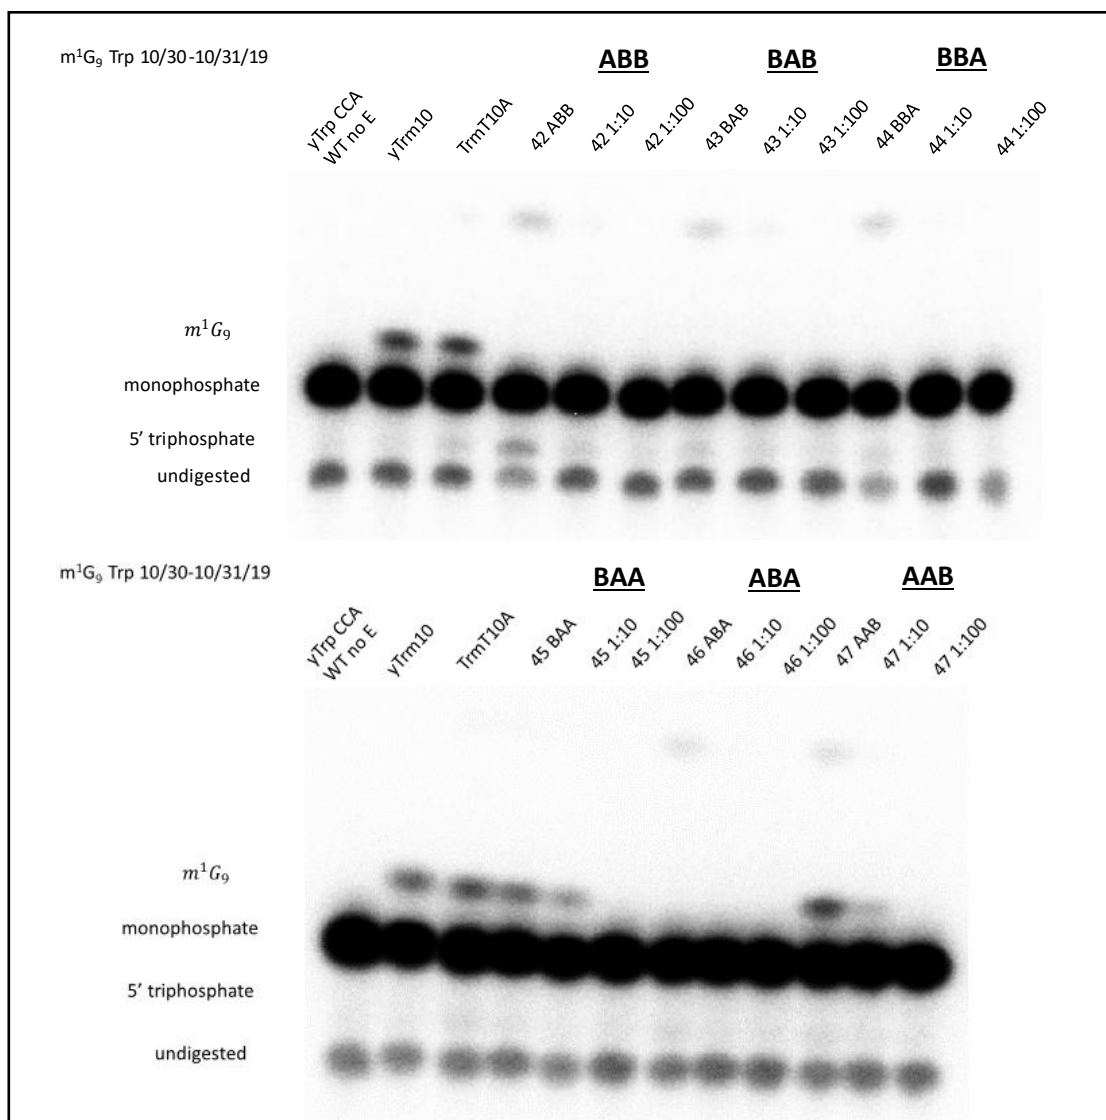 m¹G₉ Trp 10/30-10/31/19
ABB
BAB
BBA
yTrp CCA
WT no E
yTrm10
TrmT10A
42 ABB
42 1:10
42 1:100
43 BAB
43 1:10
43 1:100
44 BBA
44 1:10
44 1:100
m¹G₉
monophosphate
5' triphosphate
undigested
m¹G₉ Trp 10/30-10/31/19
BAA
ABA
AAB
yTrp CCA
WT no E
yTrm10
TrmT10A
45 BAA
45 1:10
45 1:100
46 ABA
46 1:10
46 1:100
47 AAB
47 1:10
47 1:100
m¹G₉
monophosphate
5' triphosphate
undigested